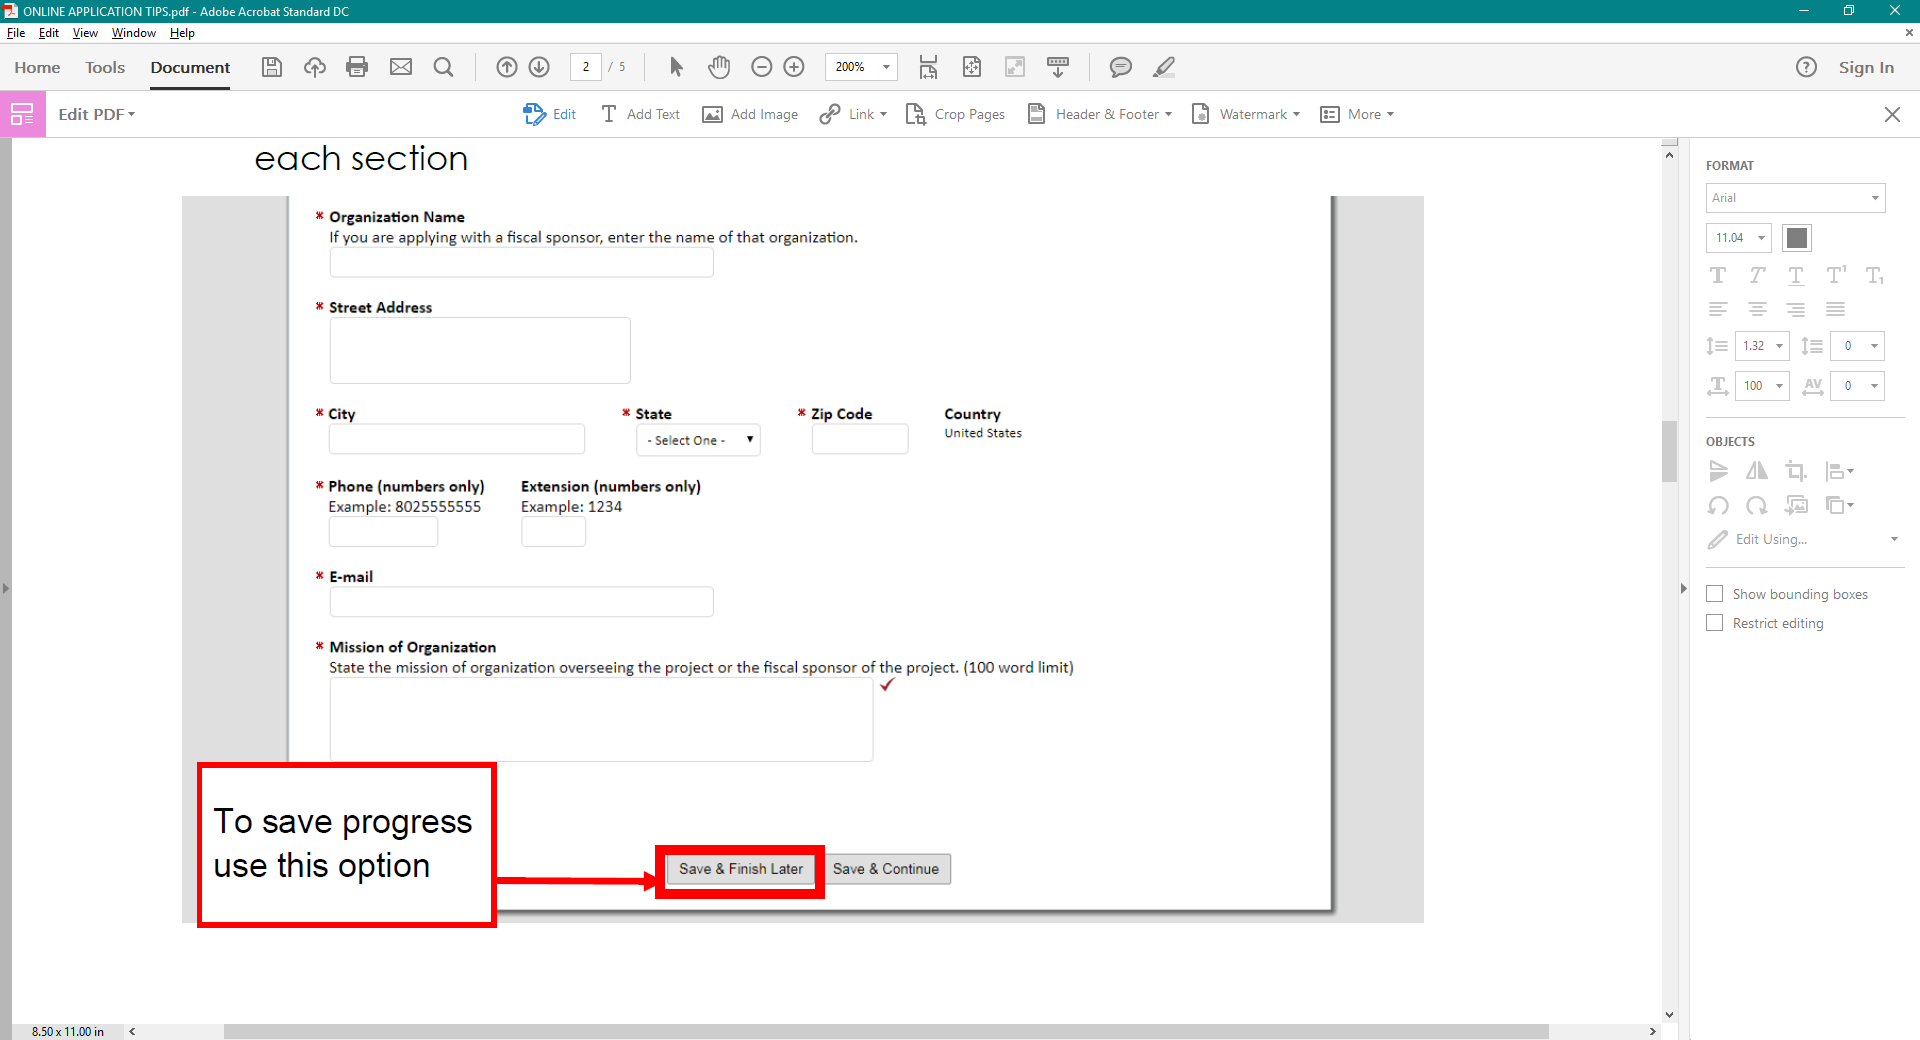 ONLINE APPLICATION TIPS.pdf - Adobe Acrobat Standard DC
File Edit View Window Help
Home Tools Document 2 / 5 200% Sign In
Edit PDF Edit Add Text Add Image Link Crop Pages Header & Footer Watermark More
each section
* Organization Name
If you are applying with a fiscal sponsor, enter the name of that organization.
* Street Address
* City * State * Zip Code Country
- Select One - United States
* Phone (numbers only) Extension (numbers only)
Example: 8025555555 Example: 1234
* E-mail
* Mission of Organization
State the mission of organization overseeing the project or the fiscal sponsor of the project. (100 word limit)
To save progress
use this option
Save & Finish Later Save & Continue
8.50 x 11.00 in
FORMAT
Arial
11.04
T T T T1 T1
1.32 0
T 100 AV 0
OBJECTS
Edit Using...
Show bounding boxes
Restrict editing